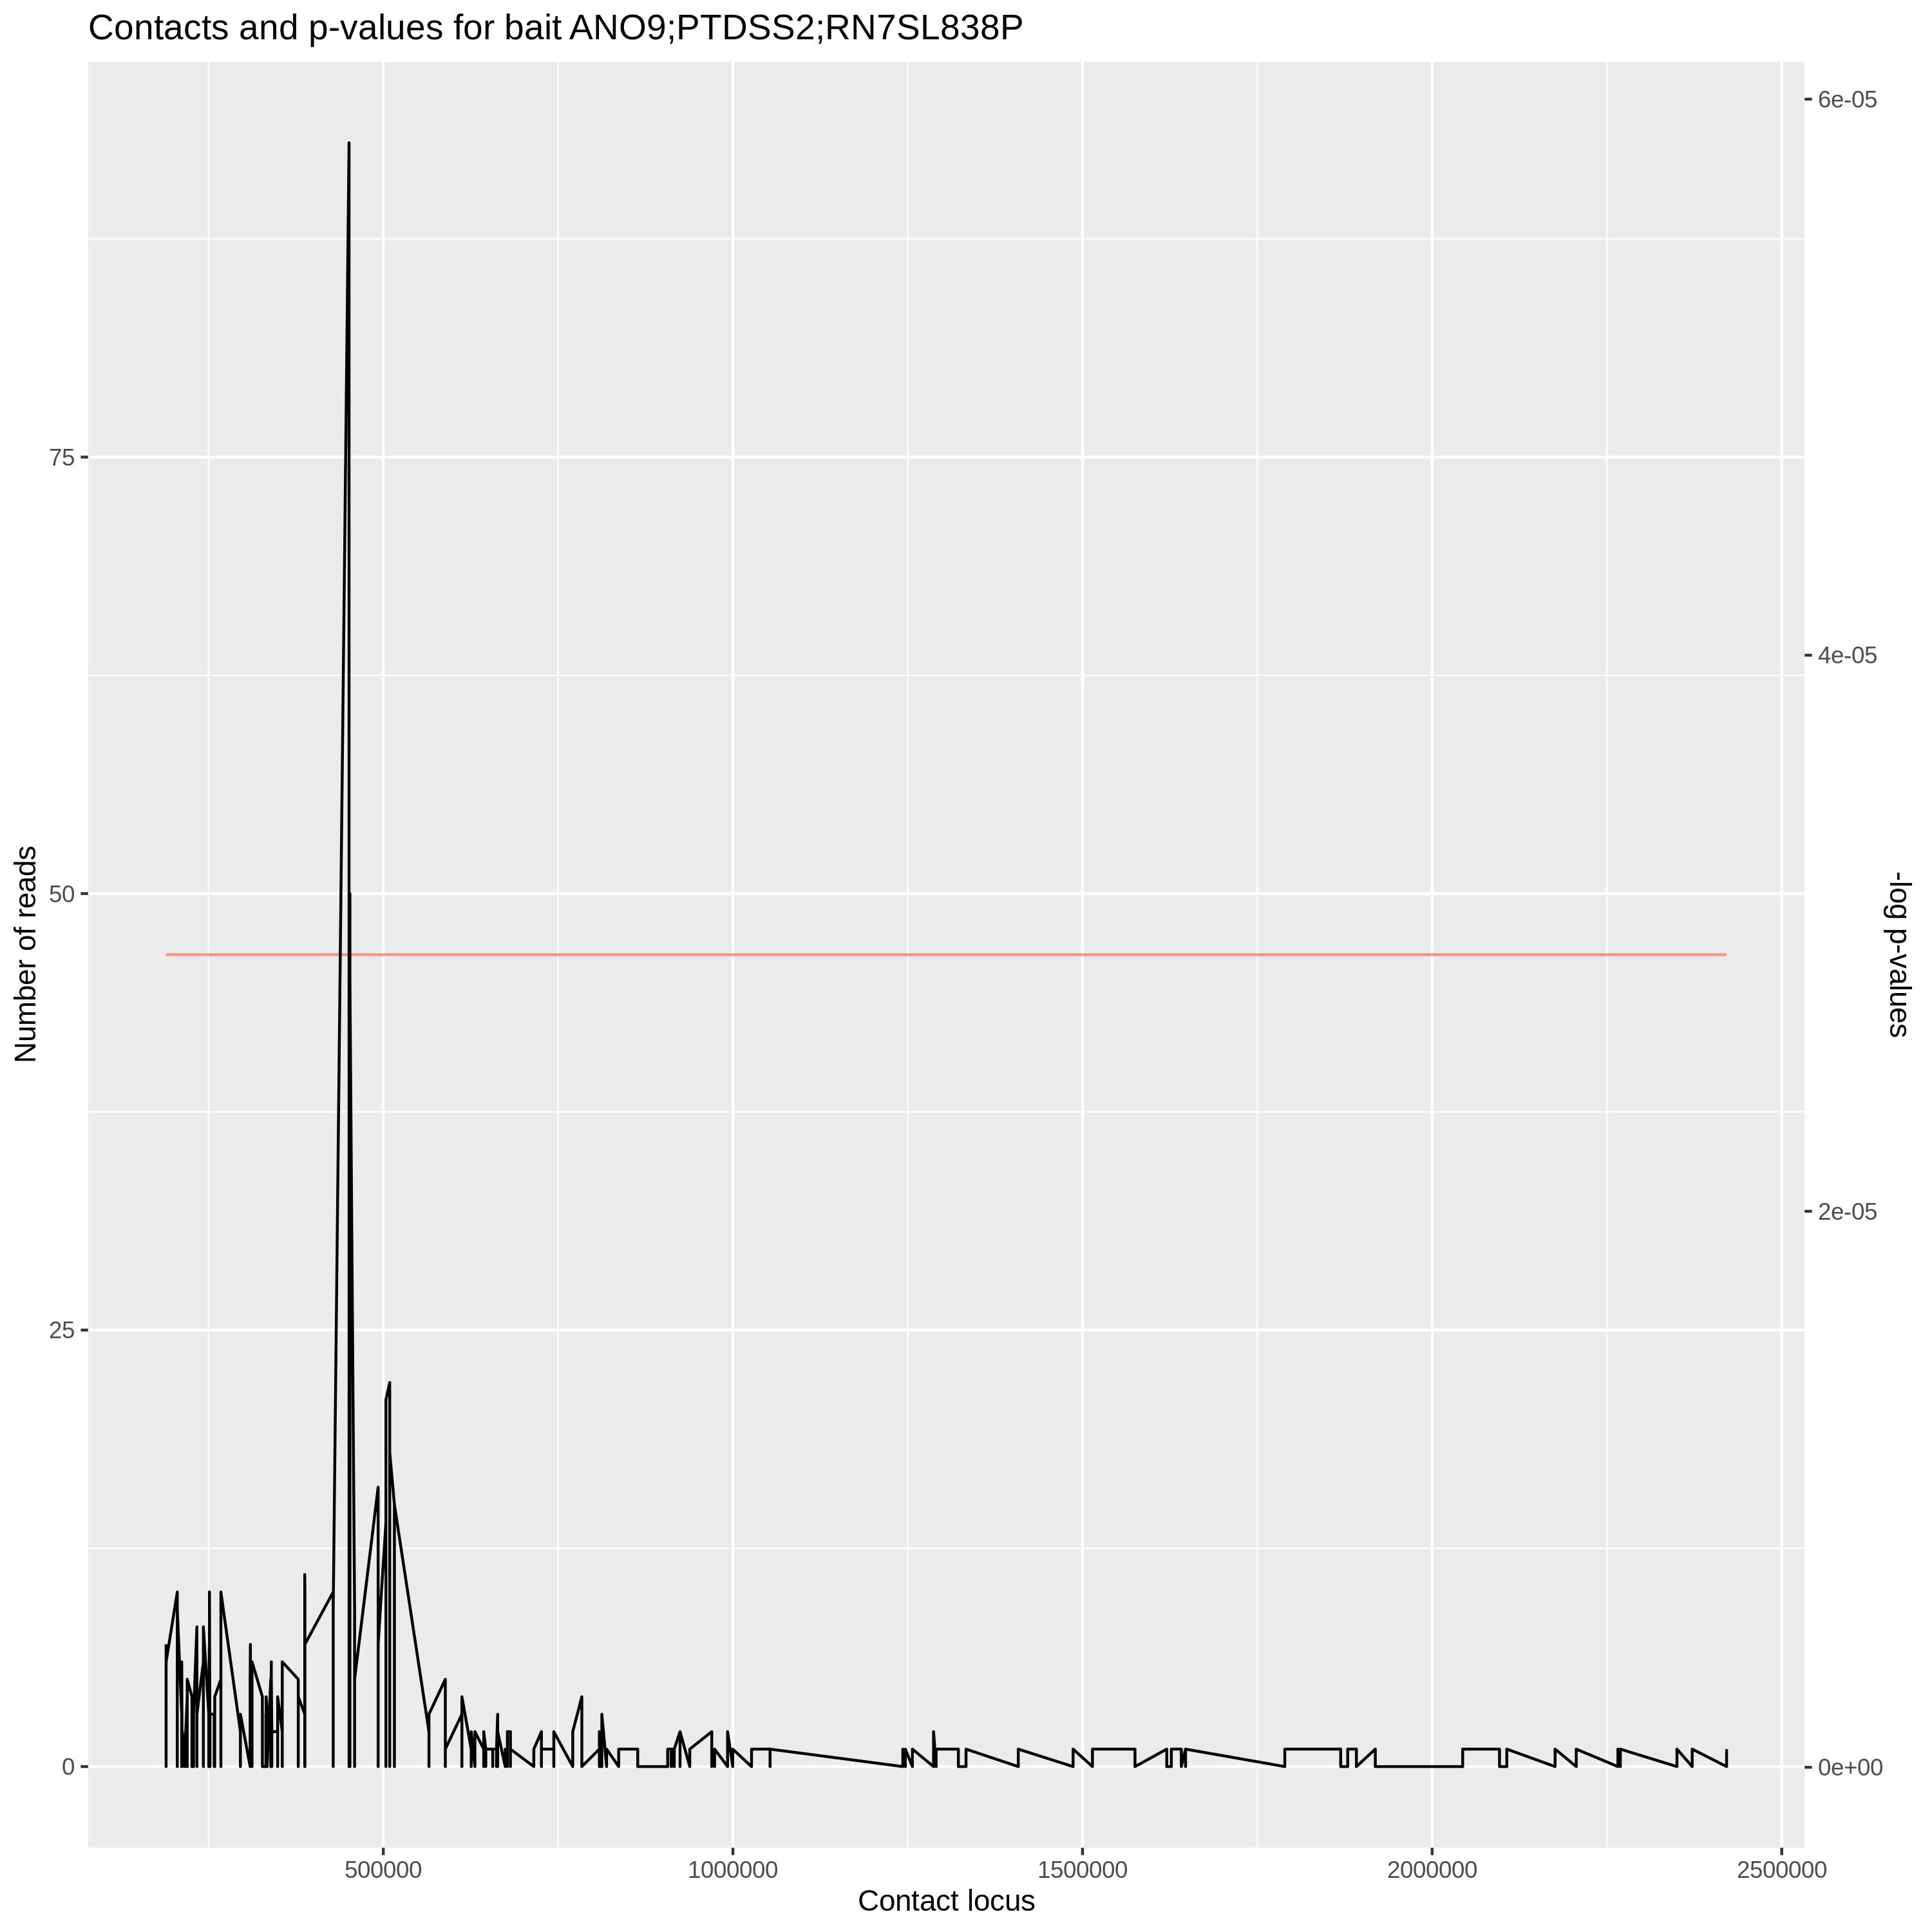 Contacts and p-values for bait ANO9;PTDSS2;RN7SL838P
6e-05
75
4e-05
Number of reads
-log p-values
50
2e-05
25
0
0e+00
500000
1000000
1500000
2000000
2500000
Contact locus